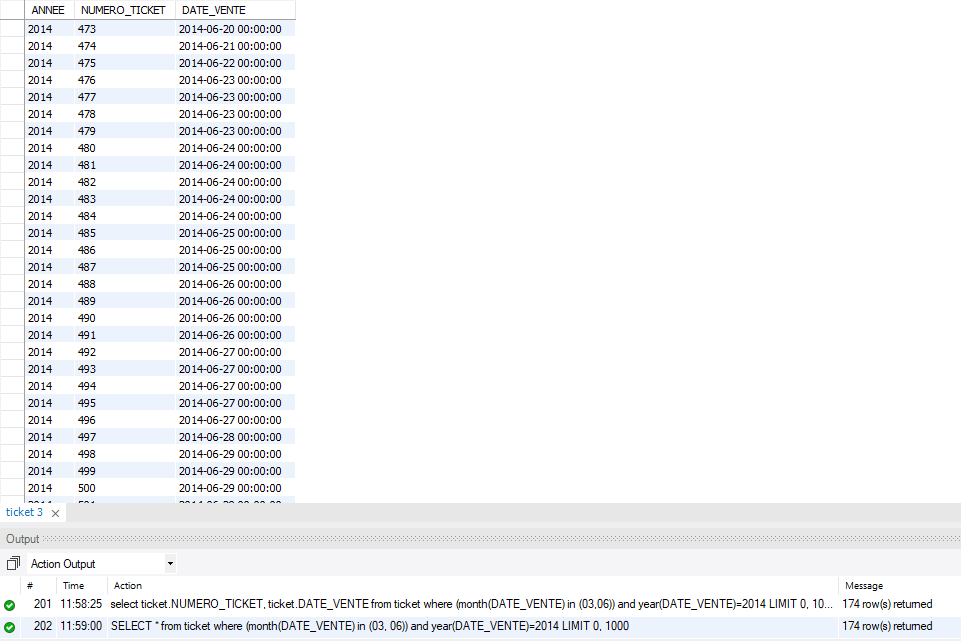 ANNEE NUMERO_TICKET DATE_VENTE
2014 473 2014-06-20 00:00:00
2014 474 2014-06-21 00:00:00
2014 475 2014-06-22 00:00:00
2014 476 2014-06-23 00:00:00
2014 477 2014-06-23 00:00:00
2014 478 2014-06-23 00:00:00
2014 479 2014-06-23 00:00:00
2014 480 2014-06-24 00:00:00
2014 481 2014-06-24 00:00:00
2014 482 2014-06-24 00:00:00
2014 483 2014-06-24 00:00:00
2014 484 2014-06-24 00:00:00
2014 485 2014-06-25 00:00:00
2014 486 2014-06-25 00:00:00
2014 487 2014-06-25 00:00:00
2014 488 2014-06-26 00:00:00
2014 489 2014-06-26 00:00:00
2014 490 2014-06-26 00:00:00
2014 491 2014-06-26 00:00:00
2014 492 2014-06-27 00:00:00
2014 493 2014-06-27 00:00:00
2014 494 2014-06-27 00:00:00
2014 495 2014-06-27 00:00:00
2014 496 2014-06-27 00:00:00
2014 497 2014-06-28 00:00:00
2014 498 2014-06-29 00:00:00
2014 499 2014-06-29 00:00:00
2014 500 2014-06-29 00:00:00
ticket 3
Output
Action Output
# Time Action Message
201 11:58:25 select ticket.NUMERO_TICKET, ticket.DATE_VENTE from ticket where (month(DATE_VENTE) in (03,06)) and year(DATE_VENTE)=2014 LIMIT 0, 10... 174 row(s) returned
202 11:59:00 SELECT * from ticket where (month(DATE_VENTE) in (03, 06)) and year(DATE_VENTE)=2014 LIMIT 0, 1000 174 row(s) returned